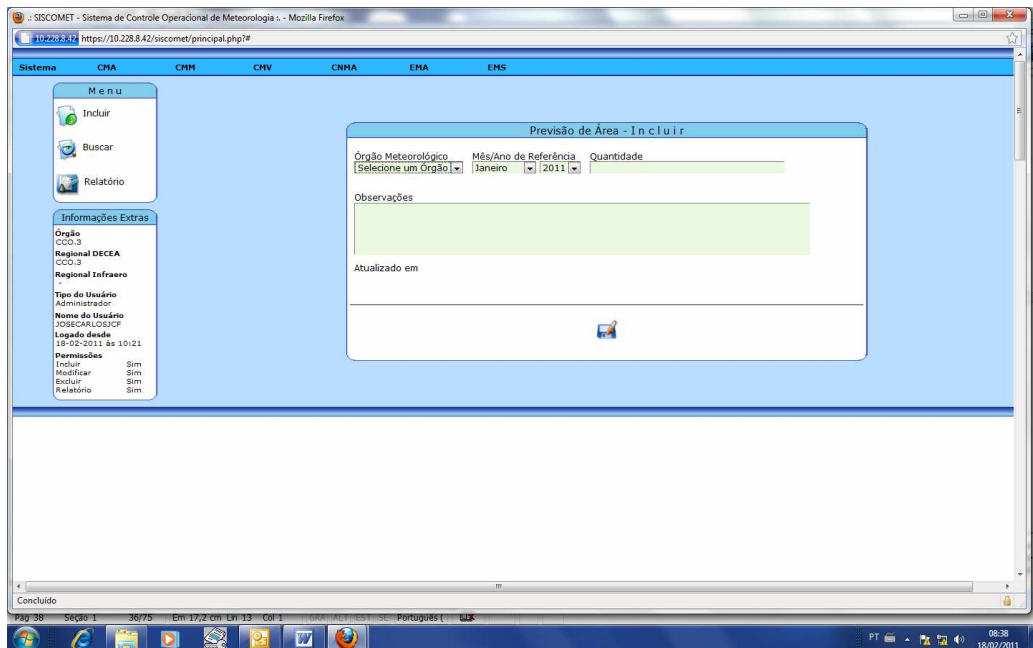 .: SISCOMET - Sistema de Controle Operacional de Meteorologia :. - Mozilla Firefox
10.228.8.42 https://10.228.8.42/siscomet/principal.php?#
Sistema CMA CMM CMV CNMA EMA EMS
Menu
Incluir
Buscar
Relatório
Informações Extras
Órgão
CCO.3
Regional DECEA
CCO.3
Regional Infraero
-
Tipo do Usuário
Administrador
Nome do Usuário
JOSECARLOSJCF
Logado desde
18-02-2011 às 10:21
Permissões
Incluir Sim
Modificar Sim
Excluir Sim
Relatório Sim
Previsão de Área - Incluir
Órgão Meteorológico Mês/Ano de Referência Quantidade
Selecione um Órgão Janeiro 2011
Observações
Atualizado em
Concluído
Pag 38 Seção 1 36/75 Em 17,2 cm Lin 13 Col 1 GRA ALT EST SE Português (
PT 08:38
18/02/2011